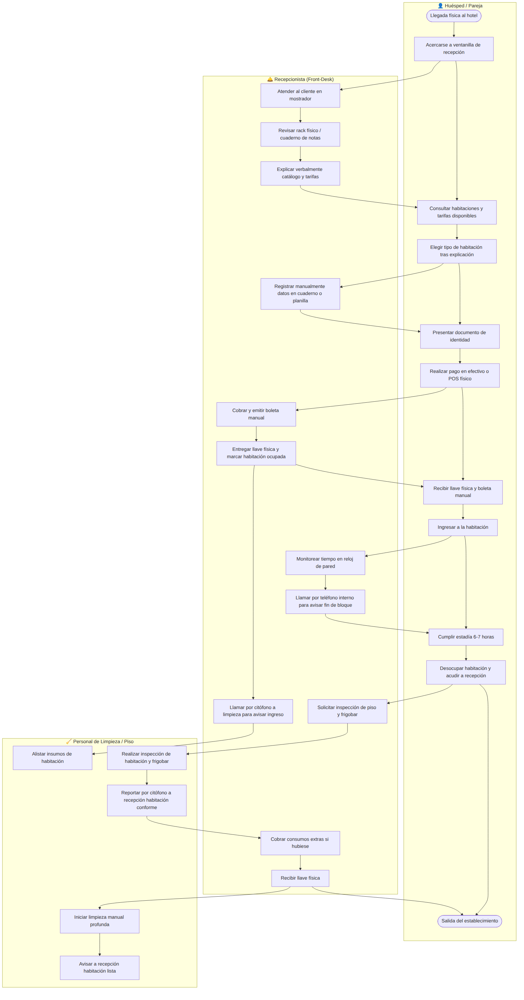 👤 Huésped / Pareja
Llegada física al hotel
Acercarse a ventanilla de
recepción
🛎️ Recepcionista (Front-Desk)
Atender al cliente en
mostrador
Revisar rack físico /
cuaderno de notas
Explicar verbalmente
catálogo y tarifas
Consultar habitaciones y
tarifas disponibles
Elegir tipo de habitación
tras explicación
Registrar manualmente
datos en cuaderno o
planilla
Presentar documento de
identidad
Realizar pago en efectivo o
POS físico
Cobrar y emitir boleta
manual
Entregar llave física y
marcar habitación ocupada
Recibir llave física y boleta
manual
Ingresar a la habitación
Monitorear tiempo en reloj
de pared
Llamar por teléfono interno
para avisar fin de bloque
Cumplir estadía 6-7 horas
Desocupar habitación y
acudir a recepción
Llamar por citófono a
limpieza para avisar ingreso
Solicitar inspección de piso
y frigobar
🧹 Personal de Limpieza / Piso
Alistar insumos de
habitación
Realizar inspección de
habitación y frigobar
Reportar por citófono a
recepción habitación
conforme
Cobrar consumos extras si
hubiese
Recibir llave física
Iniciar limpieza manual
profunda
Salida del establecimiento
Avisar a recepción
habitación lista